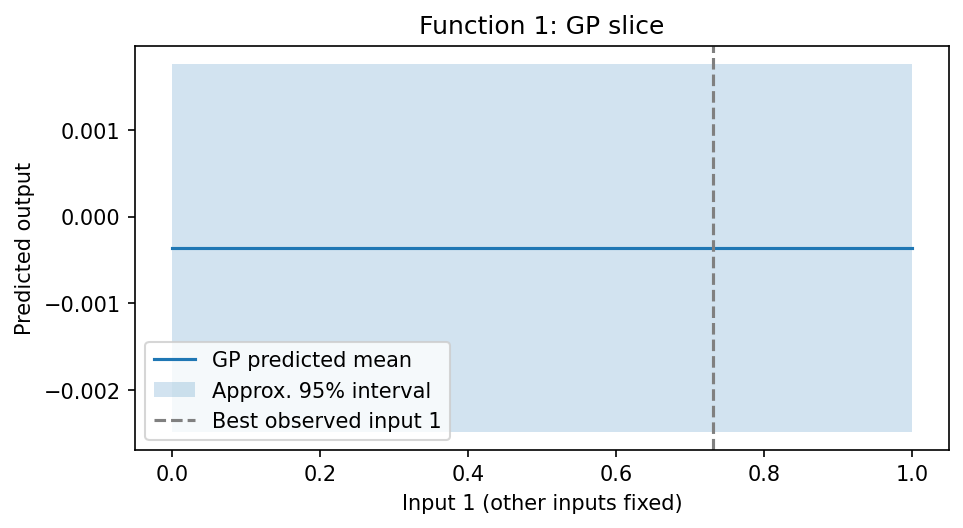 Function 1: GP slice
Predicted output
0.001
0.000
−0.001
−0.002
GP predicted mean
Approx. 95% interval
Best observed input 1
0.0 0.2 0.4 0.6 0.8 1.0
Input 1 (other inputs fixed)